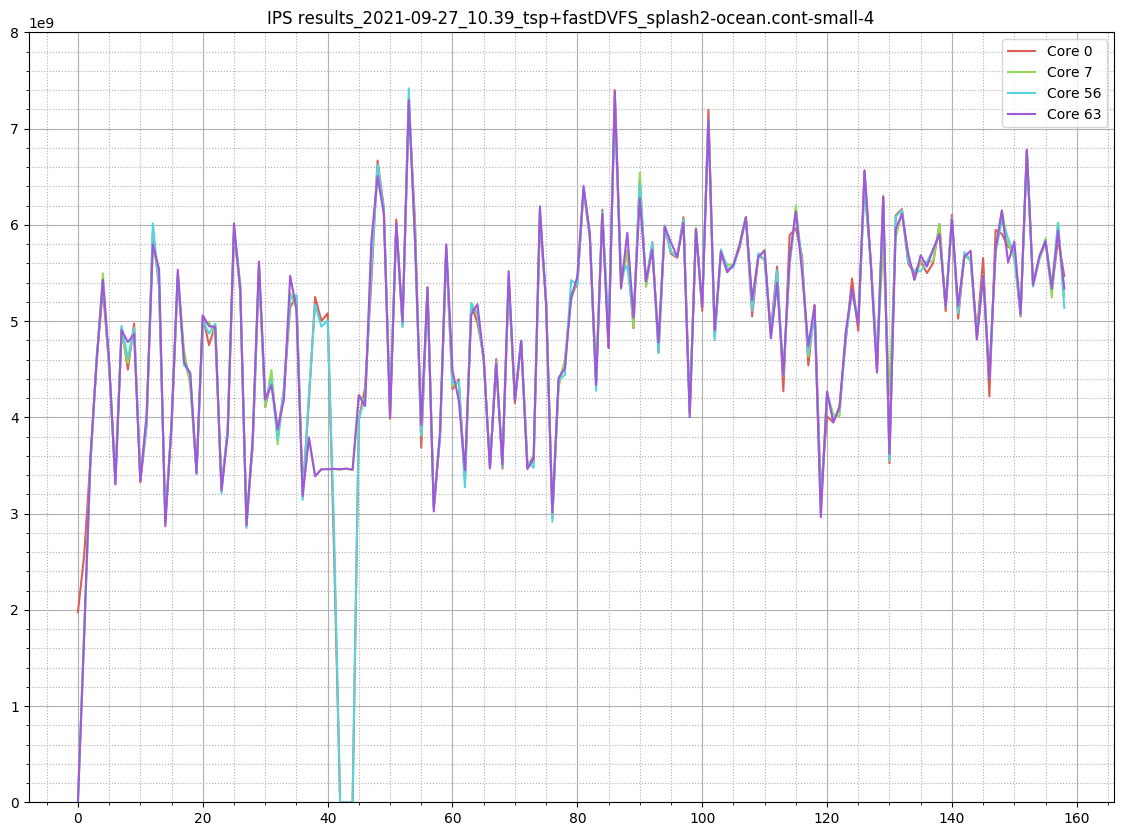 IPS results_2021-09-27_10.39_tsp+fastDVFS_splash2-ocean.cont-small-4
1e9
8
7
6
5
4
3
2
1
0
Core 0
Core 7
Core 56
Core 63
0 20 40 60 80 100 120 140 160